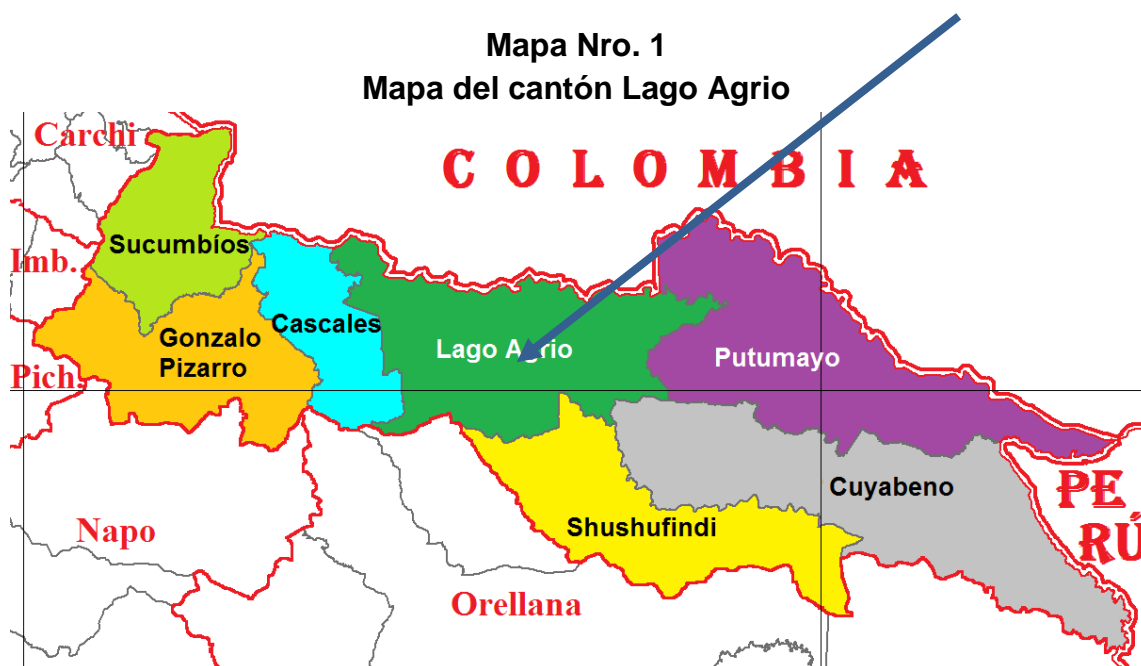 Mapa Nro. 1
Mapa del cantón Lago Agrio
Carchi
COLOMBIA
Sucumbíos
Imb.
Cascales
Gonzalo
Pizarro
Lago Agrio
Putumayo
Pich.
Cuyabeno
PE
RÚ
Shushufindi
Napo
Orellana